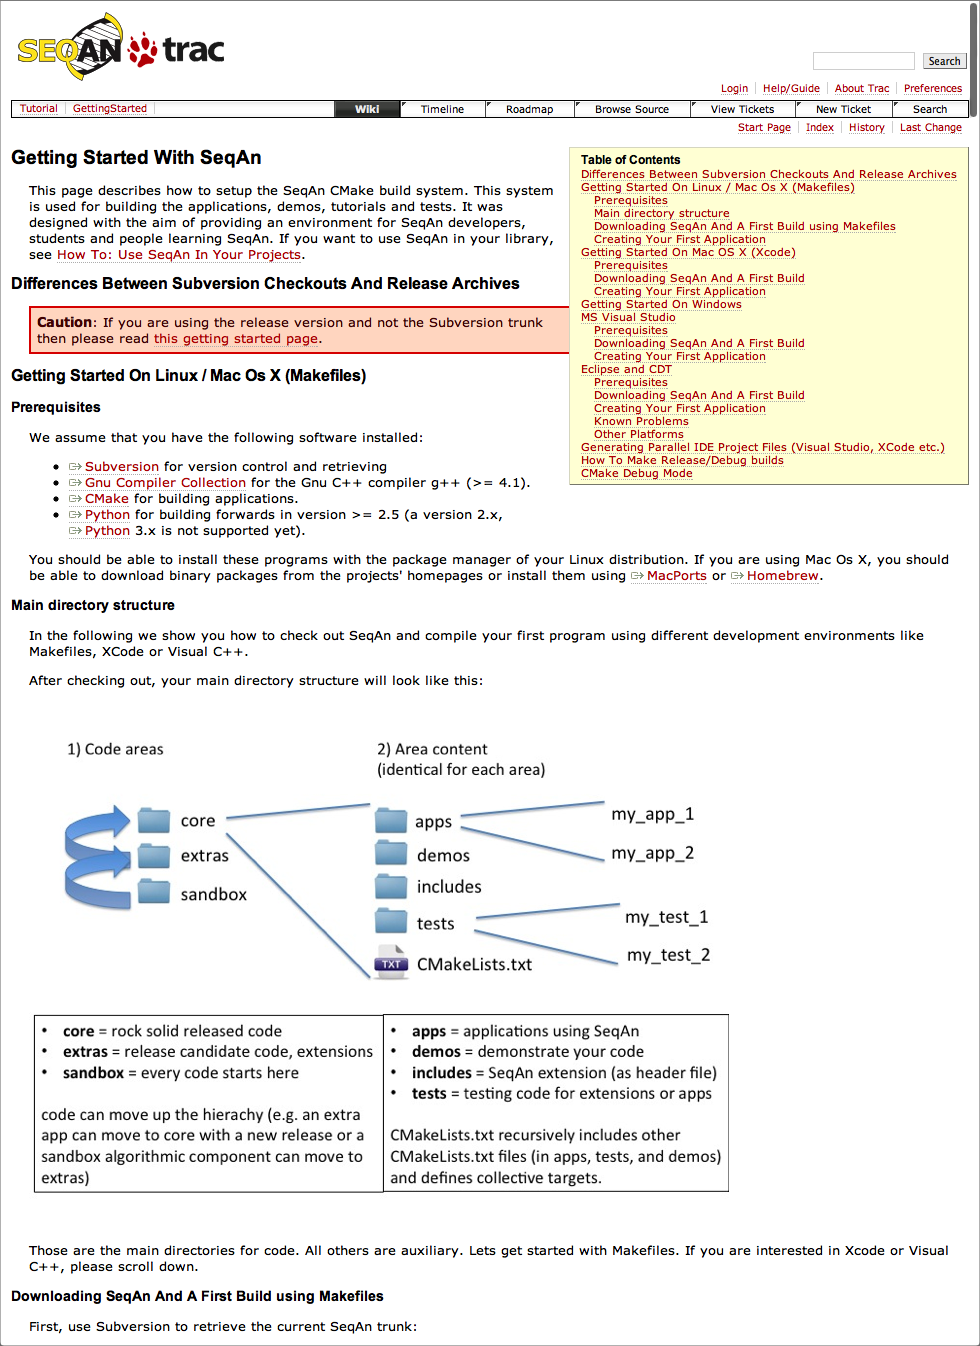 SEQAN trac
Search
Login Help/Guide About Trac Preferences
Tutorial GettingStarted Wiki Timeline Roadmap Browse Source View Tickets New Ticket Search
Start Page Index History Last Change
Getting Started With SeqAn
This page describes how to setup the SeqAn CMake build system. This system
is used for building the applications, demos, tutorials and tests. It was
designed with the aim of providing an environment for SeqAn developers,
students and people learning SeqAn. If you want to use SeqAn in your library,
see How To: Use SeqAn In Your Projects.
Table of Contents
Differences Between Subversion Checkouts And Release Archives
Getting Started On Linux / Mac Os X (Makefiles)
Prerequisites
Main directory structure
Downloading SeqAn And A First Build using Makefiles
Creating Your First Application
Getting Started On Mac OS X (Xcode)
Prerequisites
Downloading SeqAn And A First Build
Creating Your First Application
Getting Started On Windows
MS Visual Studio
Prerequisites
Downloading SeqAn And A First Build
Creating Your First Application
Eclipse and CDT
Prerequisites
Downloading SeqAn And A First Build
Creating Your First Application
Known Problems
Other Platforms
Generating Parallel IDE Project Files (Visual Studio, XCode etc.)
How To Make Release/Debug builds
CMake Debug Mode
Differences Between Subversion Checkouts And Release Archives
Caution: If you are using the release version and not the Subversion trunk
then please read this getting started page.
Getting Started On Linux / Mac Os X (Makefiles)
Prerequisites
We assume that you have the following software installed:
• Subversion for version control and retrieving
• Gnu Compiler Collection for the Gnu C++ compiler g++ (>= 4.1).
• CMake for building applications.
• Python for building forwards in version >= 2.5 (a version 2.x,
Python 3.x is not supported yet).
You should be able to install these programs with the package manager of your Linux distribution. If you are using Mac Os X, you should
be able to download binary packages from the projects' homepages or install them using MacPorts or Homebrew.
Main directory structure
In the following we show you how to check out SeqAn and compile your first program using different development environments like
Makefiles, XCode or Visual C++.
After checking out, your main directory structure will look like this:
1) Code areas
core
extras
sandbox
2) Area content
(identical for each area)
apps
demos
includes
tests
TXT CMakeLists.txt
my_app_1
my_app_2
my_test_1
my_test_2
• core = rock solid released code
• extras = release candidate code, extensions
• sandbox = every code starts here
code can move up the hierachy (e.g. an extra
app can move to core with a new release or a
sandbox algorithmic component can move to
extras)
• apps = applications using SeqAn
• demos = demonstrate your code
• includes = SeqAn extension (as header file)
• tests = testing code for extensions or apps
CMakeLists.txt recursively includes other
CMakeLists.txt files (in apps, tests, and demos)
and defines collective targets.
Those are the main directories for code. All others are auxiliary. Lets get started with Makefiles. If you are interested in Xcode or Visual
C++, please scroll down.
Downloading SeqAn And A First Build using Makefiles
First, use Subversion to retrieve the current SeqAn trunk: